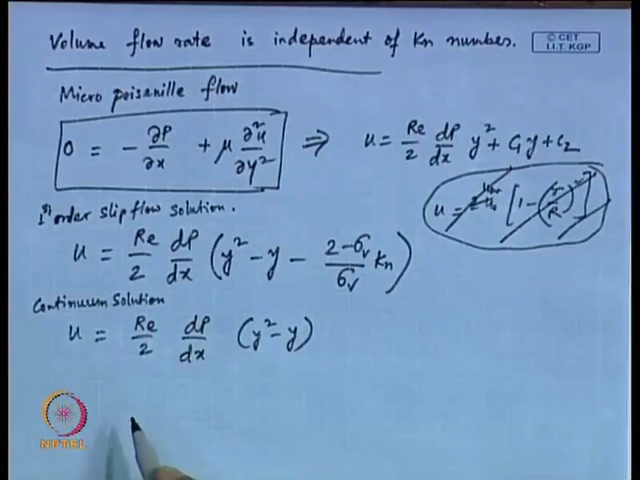 Volume flow rate is independent of Kn number.
© CET
I.I.T. KGP
Micro poisanille flow
0 = - ∂P/∂x + μ ∂²u/∂y² ⇒ u = Re/2 dP/dx y² + C₁y + C₂
1st order slip flow solution.
u = Re/2 dP/dx (y² - y - (2-σᵥ)/σᵥ Kn)
Continuum Solution
u = Re/2 dP/dx (y² - y)
NPTEL